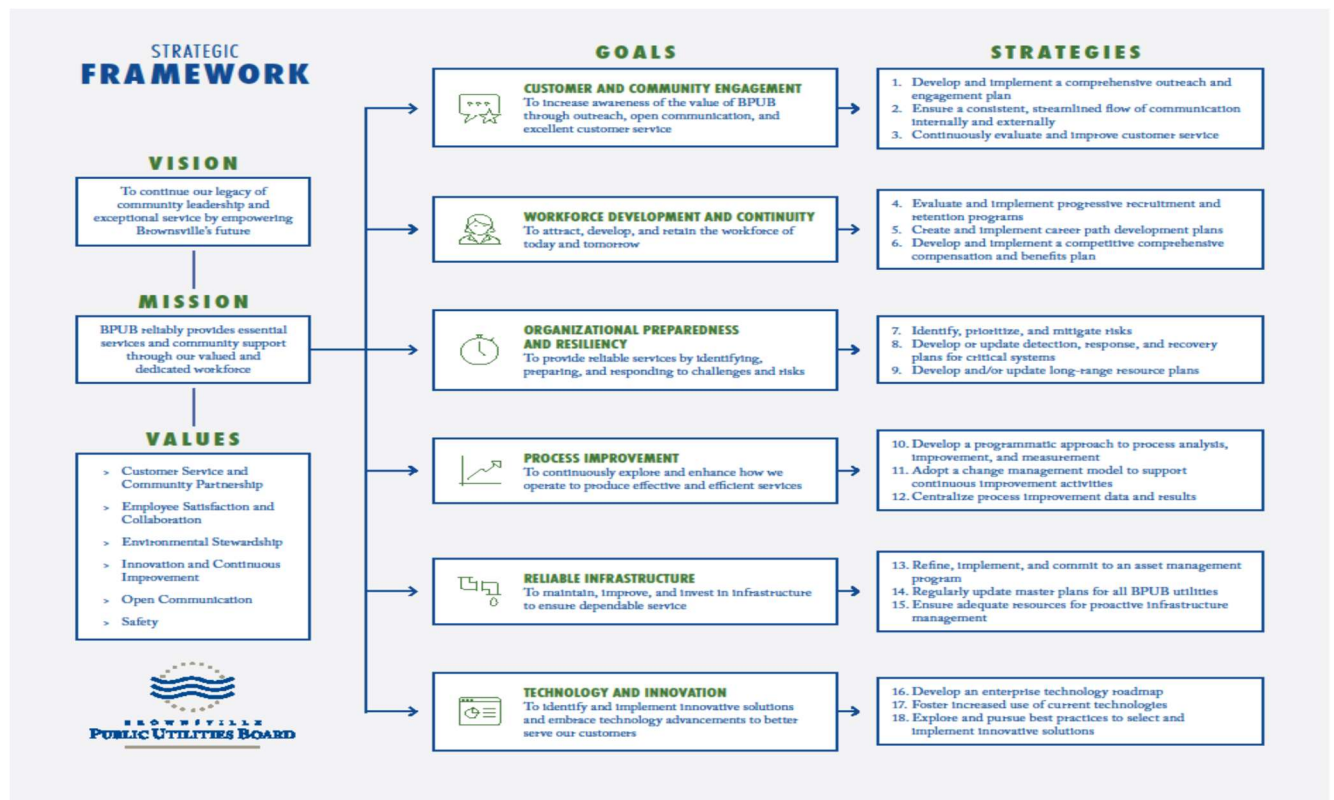 STRATEGIC
FRAMEWORK
VISION
To continue our legacy of
community leadership and
exceptional service by empowering
Brownsville's future
MISSION
BPUB reliably provides essential
services and community support
through our valued and
dedicated workforce
VALUES
> Customer Service and
Community Partnership
> Employee Satisfaction and
Collaboration
> Environmental Stewardship
> Innovation and Continuous
Improvement
> Open Communication
> Safety
BROWNSVILLE
PUBLIC UTILITIES BOARD
GOALS
CUSTOMER AND COMMUNITY ENGAGEMENT
To increase awareness of the value of BPUB
through outreach, open communication, and
excellent customer service
WORKFORCE DEVELOPMENT AND CONTINUITY
To attract, develop, and retain the workforce of
today and tomorrow
ORGANIZATIONAL PREPAREDNESS
AND RESILIENCY
To provide reliable services by identifying,
preparing, and responding to challenges and risks
PROCESS IMPROVEMENT
To continuously explore and enhance how we
operate to produce effective and efficient services
RELIABLE INFRASTRUCTURE
To maintain, improve, and invest in infrastructure
to ensure dependable service
TECHNOLOGY AND INNOVATION
To identify and implement innovative solutions
and embrace technology advancements to better
serve our customers
STRATEGIES
1. Develop and implement a comprehensive outreach and
engagement plan
2. Ensure a consistent, streamlined flow of communication
internally and externally
3. Continuously evaluate and improve customer service
4. Evaluate and implement progressive recruitment and
retention programs
5. Create and implement career path development plans
6. Develop and implement a competitive comprehensive
compensation and benefits plan
7. Identify, prioritize, and mitigate risks
8. Develop or update detection, response, and recovery
plans for critical systems
9. Develop and/or update long-range resource plans
10. Develop a programmatic approach to process analysis,
improvement, and measurement
11. Adopt a change management model to support
continuous improvement activities
12. Centralize process improvement data and results
13. Refine, implement, and commit to an asset management
program
14. Regularly update master plans for all BPUB utilities
15. Ensure adequate resources for proactive infrastructure
management
16. Develop an enterprise technology roadmap
17. Foster increased use of current technologies
18. Explore and pursue best practices to select and
implement innovative solutions